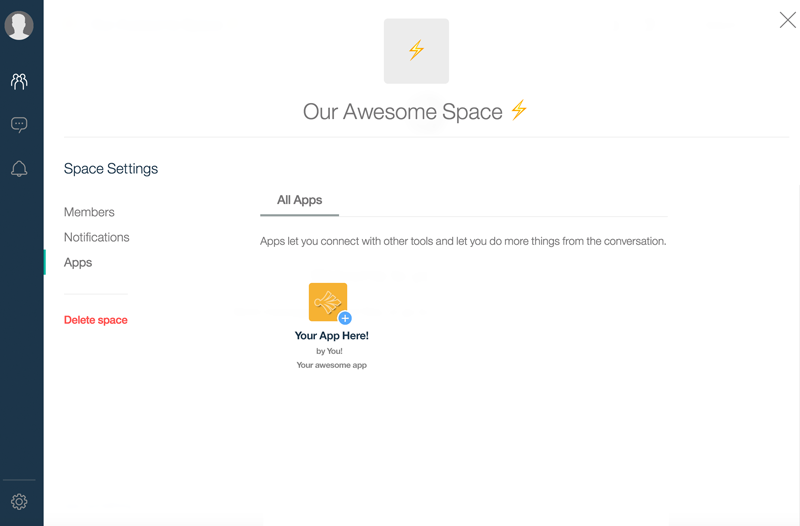 Our Awesome Space ⚡
Space Settings
Members
Notifications
Apps
Delete space
All Apps
Apps let you connect with other tools and let you do more things from the conversation.
Your App Here!
by You!
Your awesome app